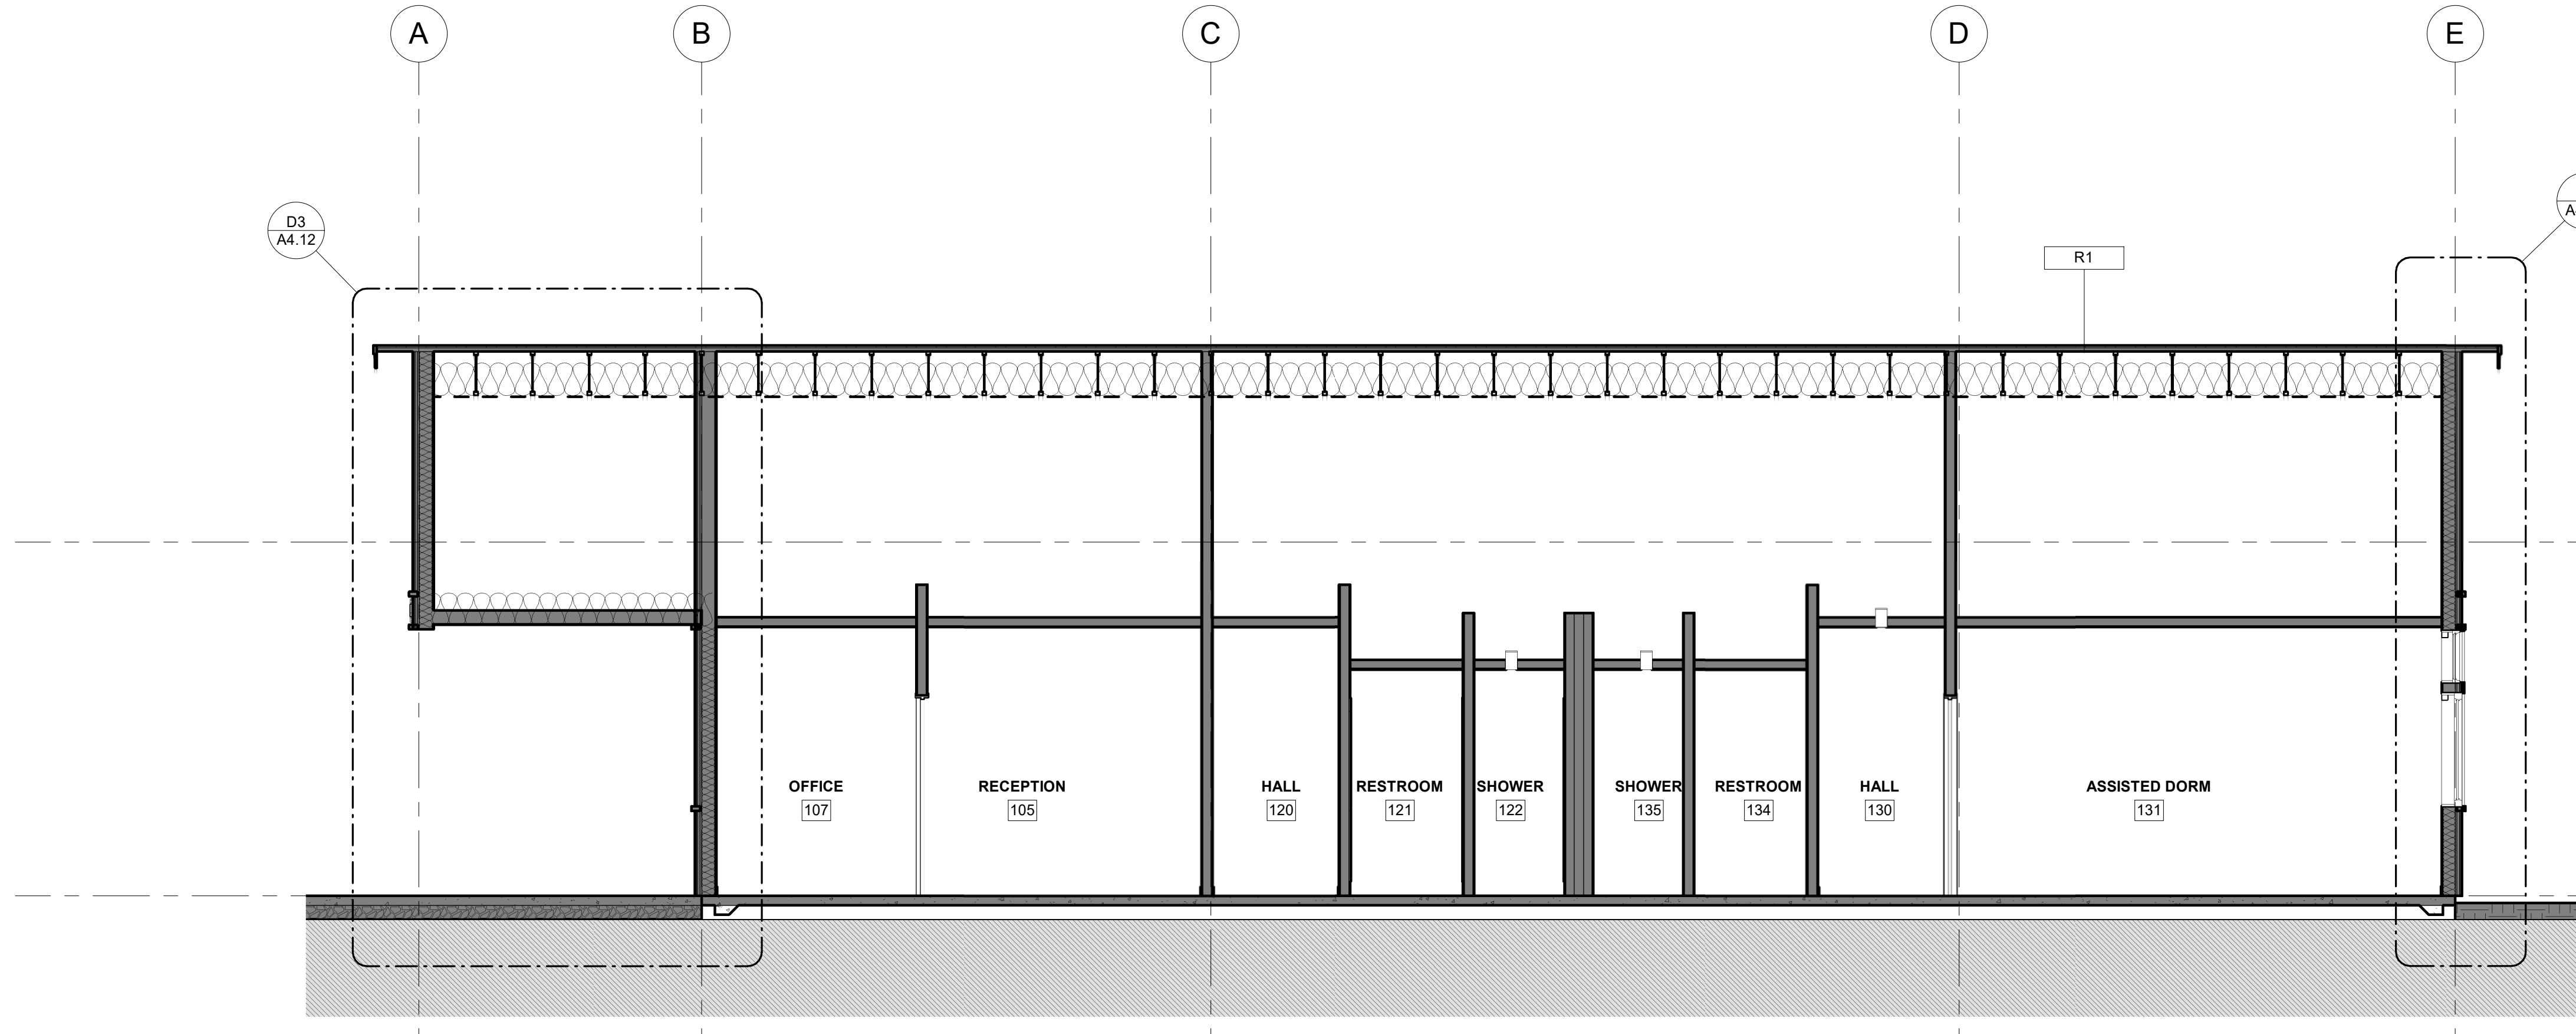 A
B
C
D
E
D3
A4.12
A
R1
OFFICE
107
RECEPTION
105
HALL
120
RESTROOM
121
SHOWER
122
SHOWER
135
RESTROOM
134
HALL
130
ASSISTED DORM
131